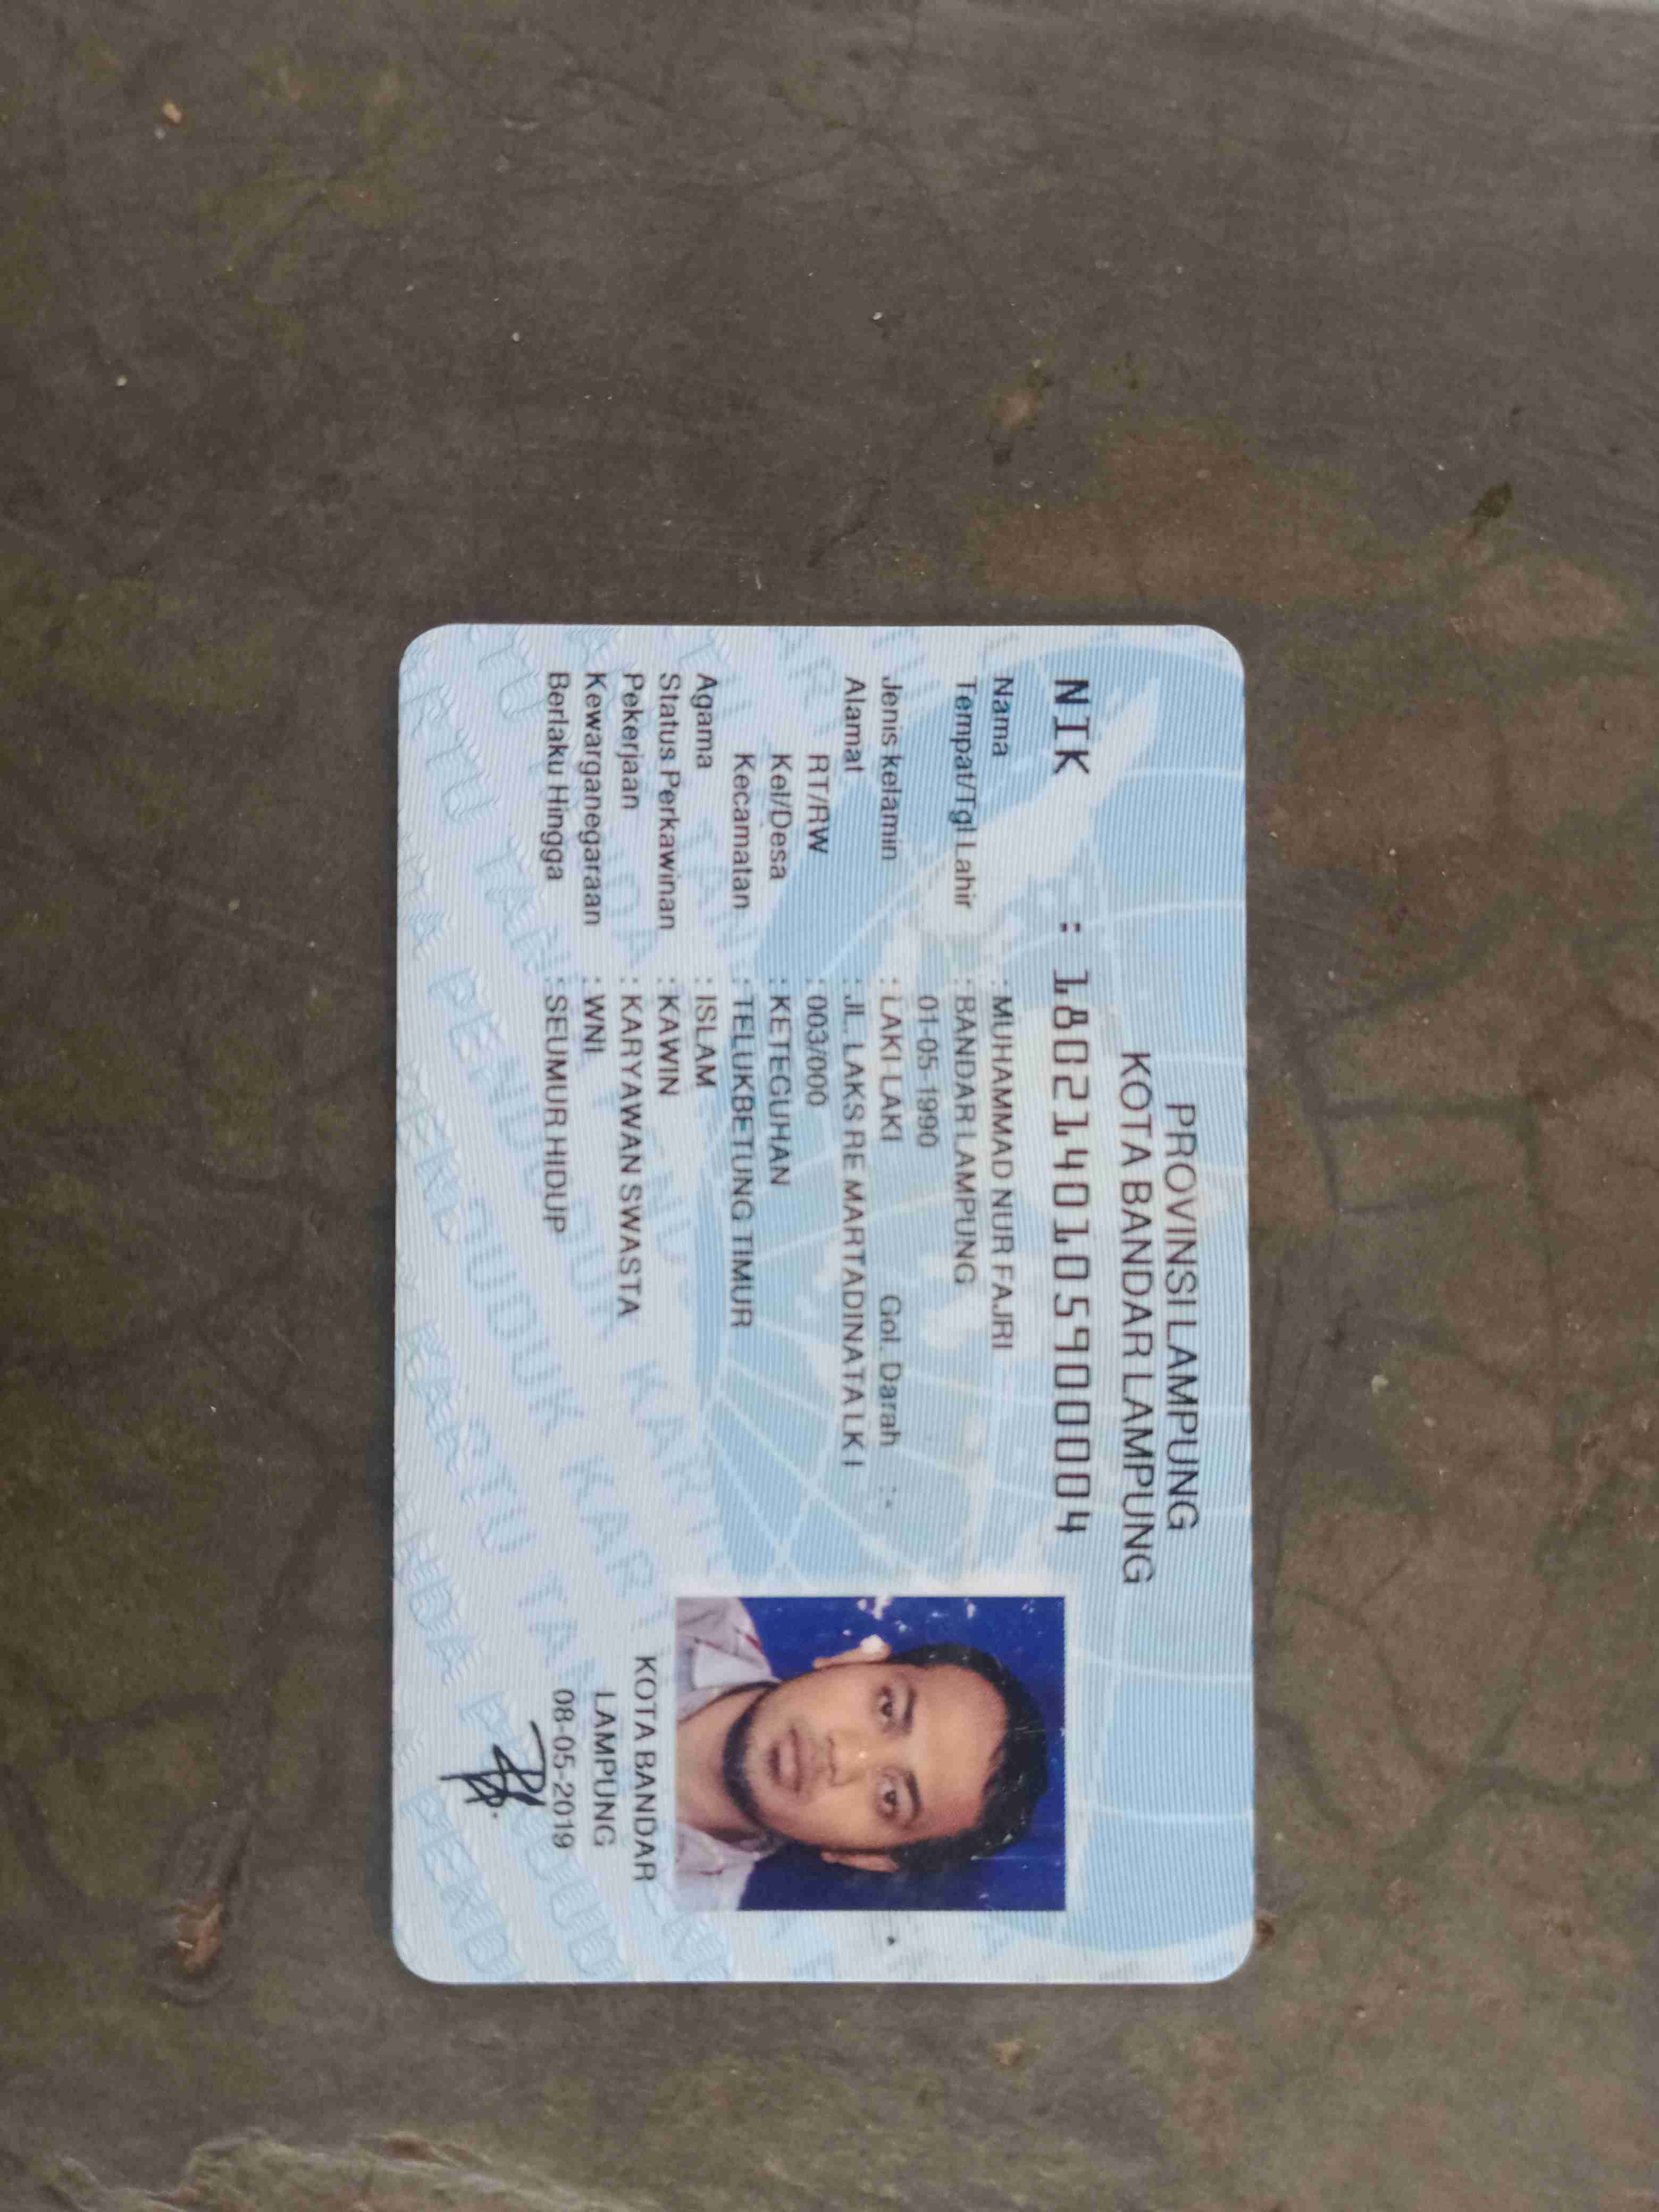 PROVINSI LAMPUNG
KOTA BANDAR LAMPUNG
NIK : 1802140105900004
Nama : MUHAMMAD NUR FAJRI
Tempat/Tgl Lahir : BANDAR LAMPUNG
01-05-1990
Jenis kelamin : LAKI-LAKI Gol. Darah : -
Alamat : JL. LAKS RE MARTADINATA LK I
RT/RW : 003/000
Kel/Desa : KETEGUHAN
Kecamatan : TELUKBETUNG TIMUR
Agama : ISLAM
Status Perkawinan : KAWIN
Pekerjaan : KARYAWAN SWASTA
Kewarganegaraan : WNI
Berlaku Hingga : SEUMUR HIDUP
KOTA BANDAR
LAMPUNG
08-05-2019